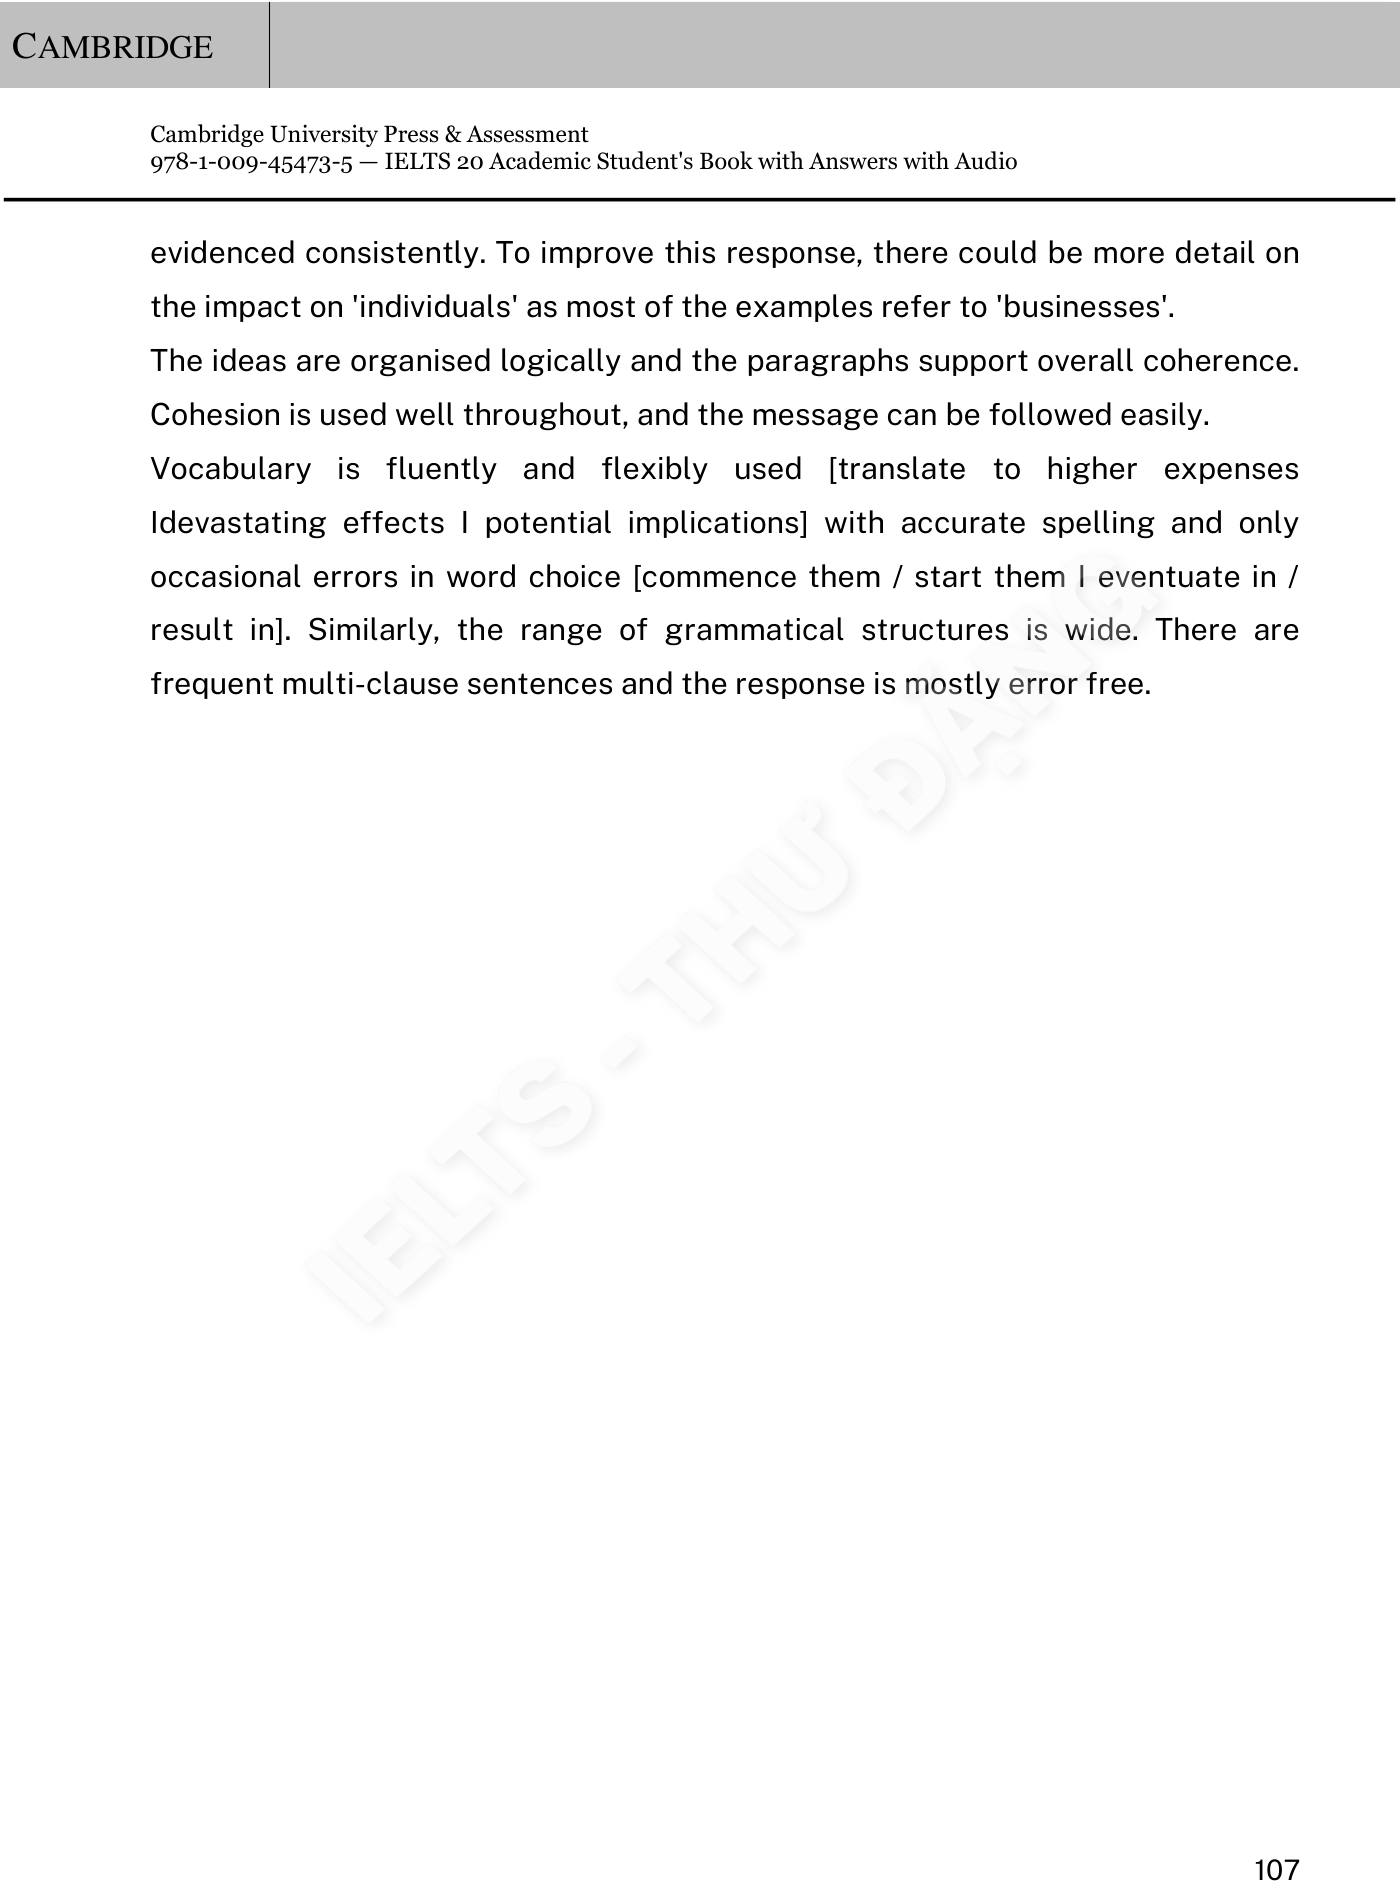 CAMBRIDGE
Cambridge University Press & Assessment
978-1-009-45473-5 — IELTS 20 Academic Student's Book with Answers with Audio
evidenced consistently. To improve this response, there could be more detail on
the impact on 'individuals' as most of the examples refer to 'businesses'.
The ideas are organised logically and the paragraphs support overall coherence.
Cohesion is used well throughout, and the message can be followed easily.
Vocabulary is fluently and flexibly used [translate to higher expenses
Idevastating effects I potential implications] with accurate spelling and only
occasional errors in word choice [commence them / start them I eventuate in /
result in]. Similarly, the range of grammatical structures is wide. There are
frequent multi-clause sentences and the response is mostly error free.
IELTS - THƯ ĐẶNG
107